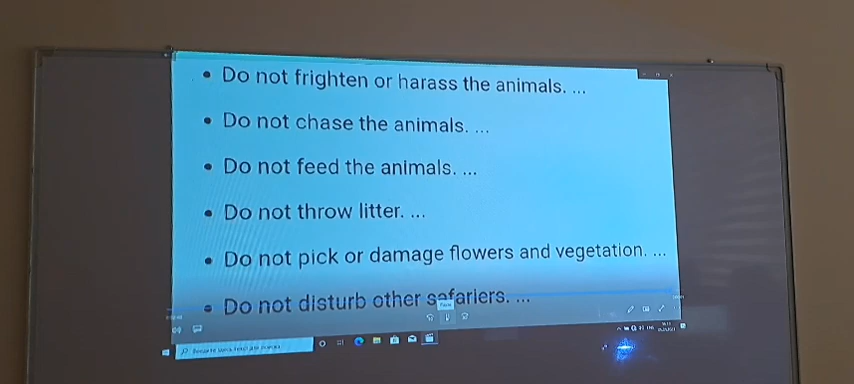 • Do not frighten or harass the animals. ...
• Do not chase the animals. ...
• Do not feed the animals. ...
• Do not throw litter. ...
• Do not pick or damage flowers and vegetation. ...
• Do not disturb other safariers. ...